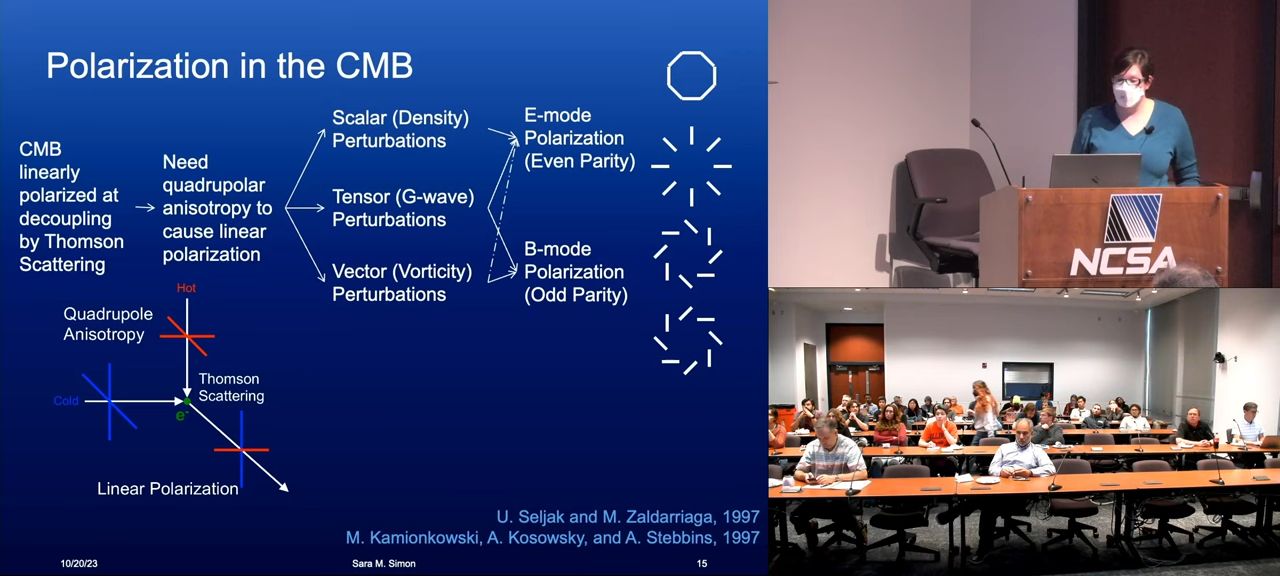 Polarization in the CMB
CMB
linearly
polarized at
decoupling
by Thomson
Scattering
Need
quadrupolar
anisotropy to
cause linear
polarization
Scalar (Density)
Perturbations
Tensor (G-wave)
Perturbations
Vector (Vorticity)
Perturbations
E-mode
Polarization
(Even Parity)
B-mode
Polarization
(Odd Parity)
Hot
Quadrupole
Anisotropy
Thomson
Scattering
Cold
e-
Linear Polarization
U. Seljak and M. Zaldarriaga, 1997
M. Kamionkowski, A. Kosowsky, and A. Stebbins, 1997
10/20/23
Sara M. Simon
15
NCSA